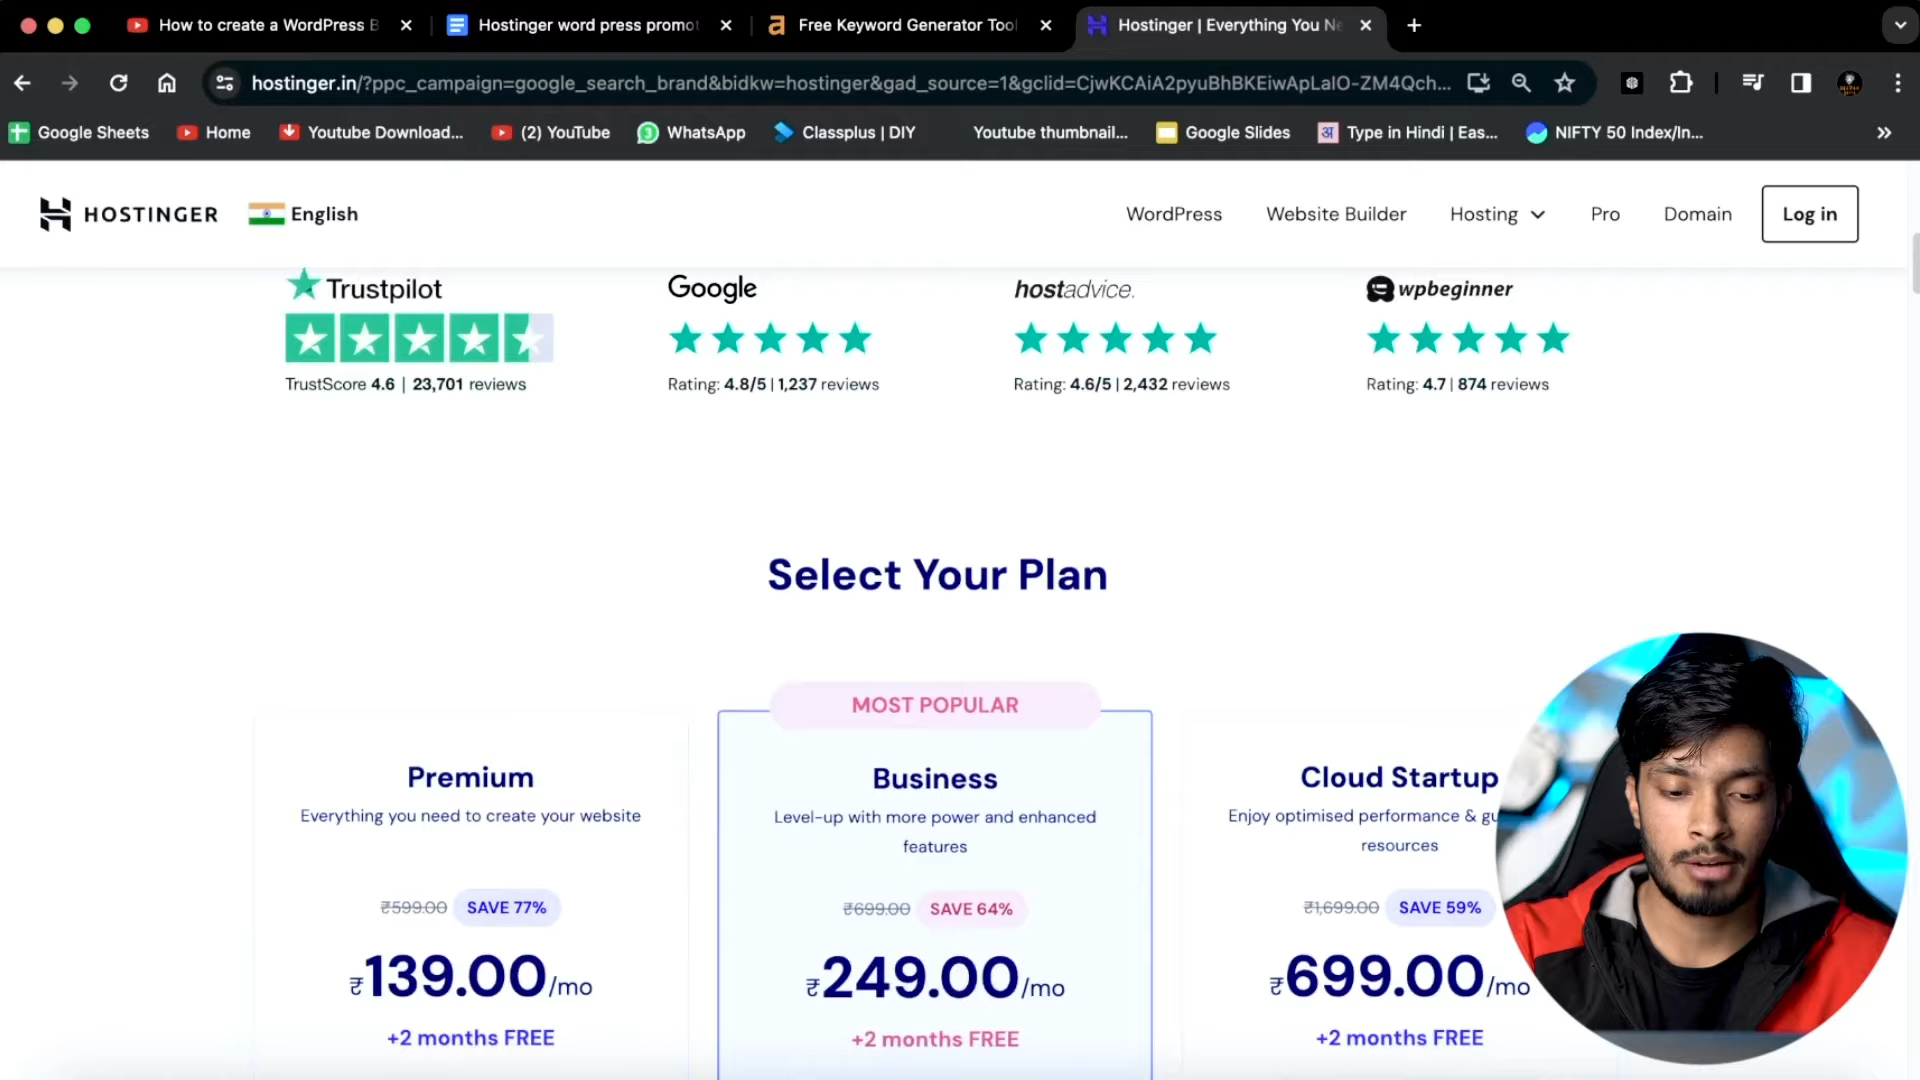 How to create a WordPress B
Hostinger word press promot
Free Keyword Generator Tool
Hostinger | Everything You Ne
hostinger.in/?ppc_campaign=google_search_brand&bidkw=hostinger&gad_source=1&gclid=CjwKCAiA2pyuBhBKEiwApLaIO-ZM4Qch...
Google Sheets
Home
Youtube Download...
(2) YouTube
WhatsApp
Classplus | DIY
Youtube thumbnail...
Google Slides
Type in Hindi | Eas...
NIFTY 50 Index/In...
HOSTINGER
English
WordPress
Website Builder
Hosting
Pro
Domain
Log in
Trustpilot
Google
hostadvice.
wpbeginner
TrustScore 4.6 | 23,701 reviews
Rating: 4.8/5 | 1,237 reviews
Rating: 4.6/5 | 2,432 reviews
Rating: 4.7 | 874 reviews
Select Your Plan
MOST POPULAR
Premium
Everything you need to create your website
₹599.00 SAVE 77%
₹139.00/mo
+2 months FREE
Business
Level-up with more power and enhanced
features
₹699.00 SAVE 64%
₹249.00/mo
+2 months FREE
Cloud Startup
Enjoy optimised performance & gu
resources
₹1,699.00 SAVE 59%
₹699.00/mo
+2 months FREE